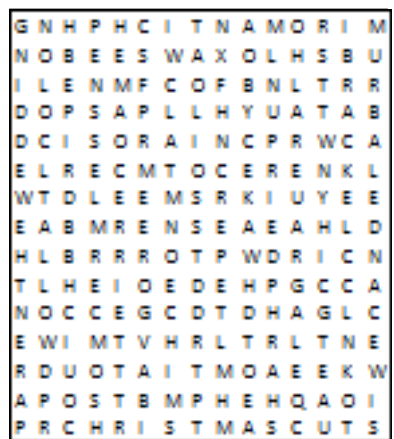 G N H P H C I T N A M O R I M
N O B E E S W A X O L H S B U
I L E N M F C O F B N L T R R
D O P S A P L L H Y U A T A B
D C I S O R A I N C P R W C A
E L R E C M T O C E R E N K L
W T D L E E M S R K I U Y E E
E A B M R E N S E A E A H L D
H L B R R R O T P W D R I C N
T L H E I O E D E H P G C C A
N O C C E G C D T D H A G L C
E W I M T V H R L T R L T N E
R D U O T A I T M O A E E K W
A P O S T B M P H E H Q A O I
P R C H R I S T M A S C U T S